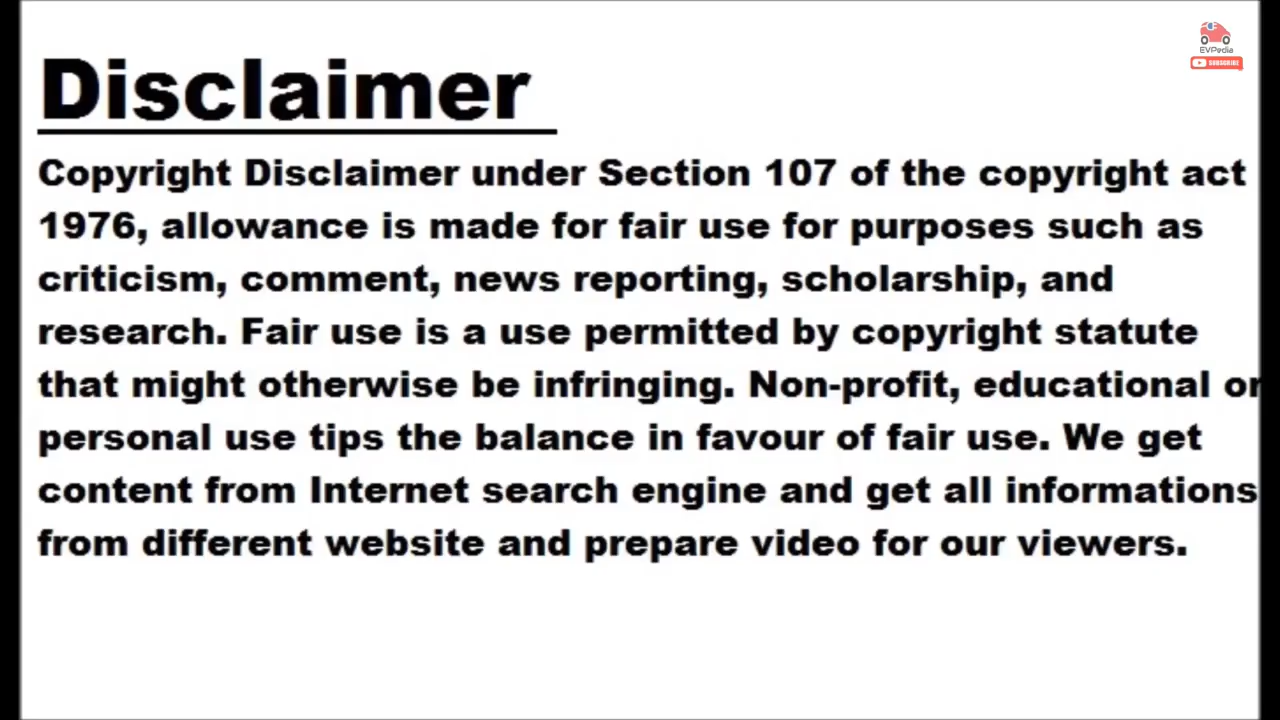 EVPedia
SUBSCRIBE
Disclaimer
Copyright Disclaimer under Section 107 of the copyright act
1976, allowance is made for fair use for purposes such as
criticism, comment, news reporting, scholarship, and
research. Fair use is a use permitted by copyright statute
that might otherwise be infringing. Non-profit, educational or
personal use tips the balance in favour of fair use. We get
content from Internet search engine and get all informations
from different website and prepare video for our viewers.